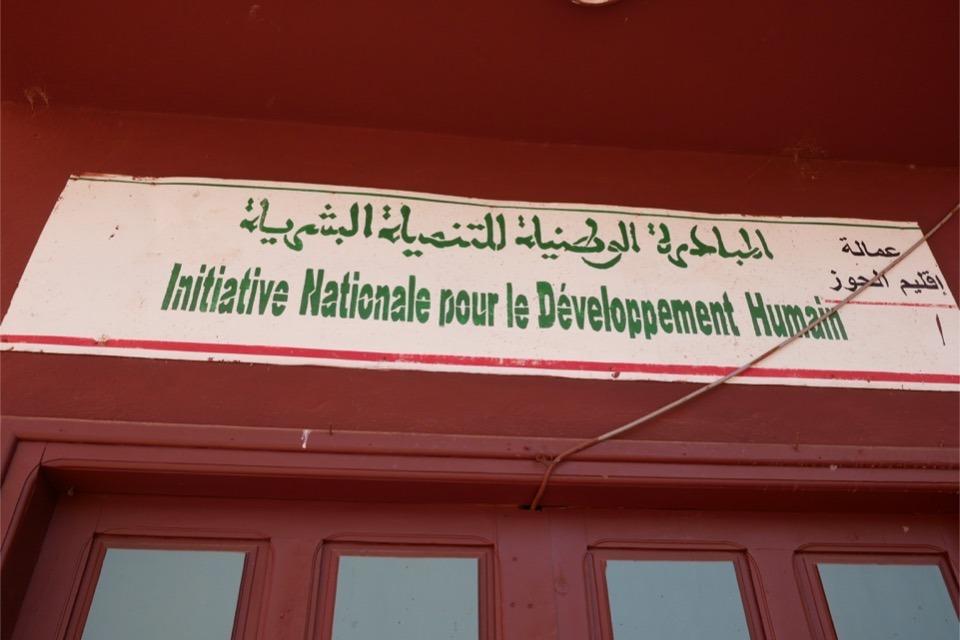 المبادرة الوطنية للتنمية البشرية
Initiative Nationale pour le Développement Humain
عمالة
إقليم الحوز